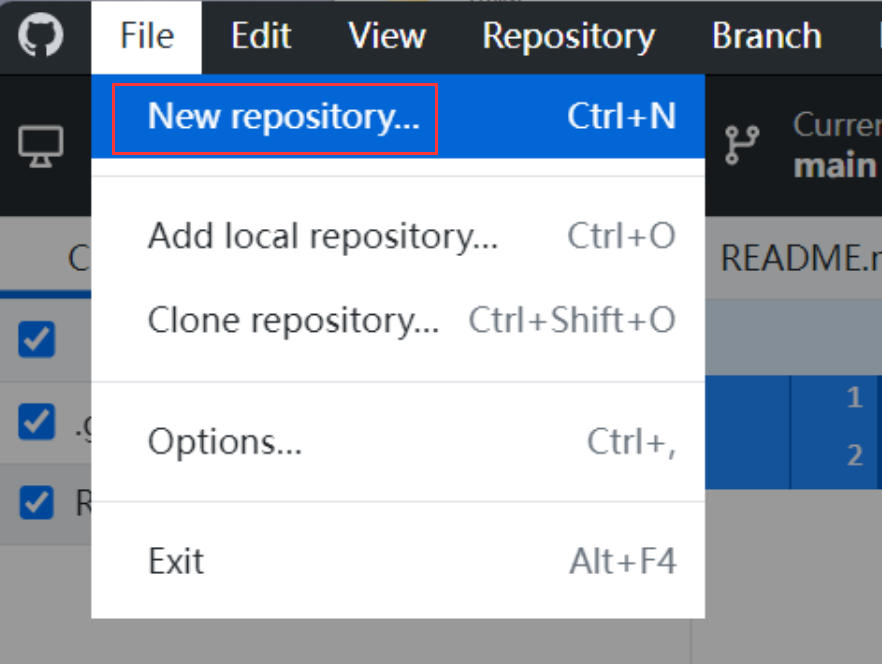 File Edit View Repository Branch
New repository... Ctrl+N
Curren
main
Add local repository... Ctrl+O
README.m
Clone repository... Ctrl+Shift+O
1
.g
Options... Ctrl+,
2
R
Exit Alt+F4